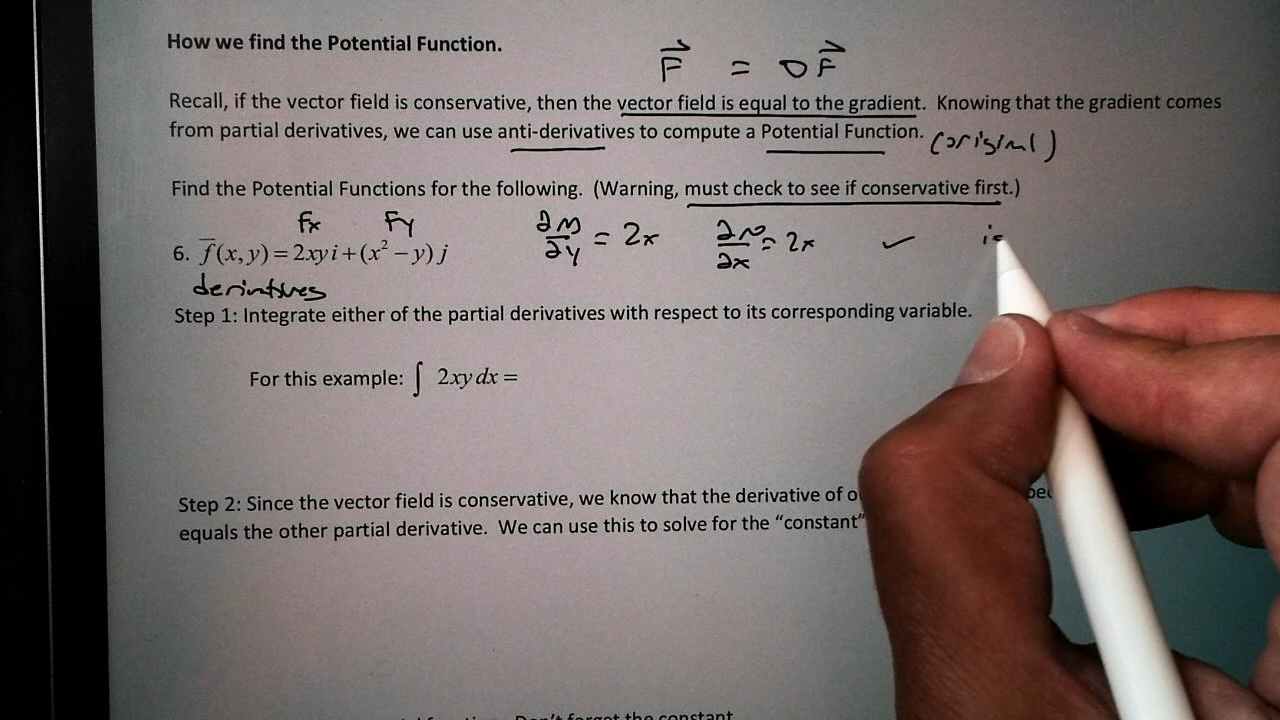 How we find the Potential Function.
F⃗ = ∇F⃗
Recall, if the vector field is conservative, then the vector field is equal to the gradient. Knowing that the gradient comes
from partial derivatives, we can use anti-derivatives to compute a Potential Function. (original)
Find the Potential Functions for the following. (Warning, must check to see if conservative first.)
Fx Fy
6. f̅(x, y) = 2xy i + (x² − y) j ∂M/∂y = 2x ∂N/∂x = 2x ✓ is
Step 1: Integrate either of the partial derivatives with respect to its corresponding variable.
For this example: ∫ 2xy dx =
Step 2: Since the vector field is conservative, we know that the derivative of
equals the other partial derivative. We can use this to solve for the "constant"
the constant